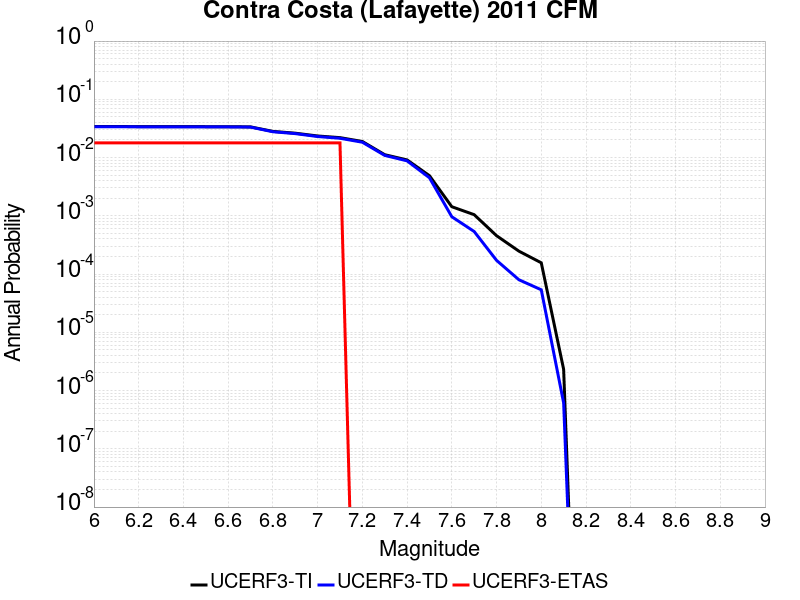 Contra Costa (Lafayette) 2011 CFM
Annual Probability
10^0
10^-1
10^-2
10^-3
10^-4
10^-5
10^-6
10^-7
10^-8
6 6.2 6.4 6.6 6.8 7 7.2 7.4 7.6 7.8 8 8.2 8.4 8.6 8.8 9
Magnitude
UCERF3-TI UCERF3-TD UCERF3-ETAS